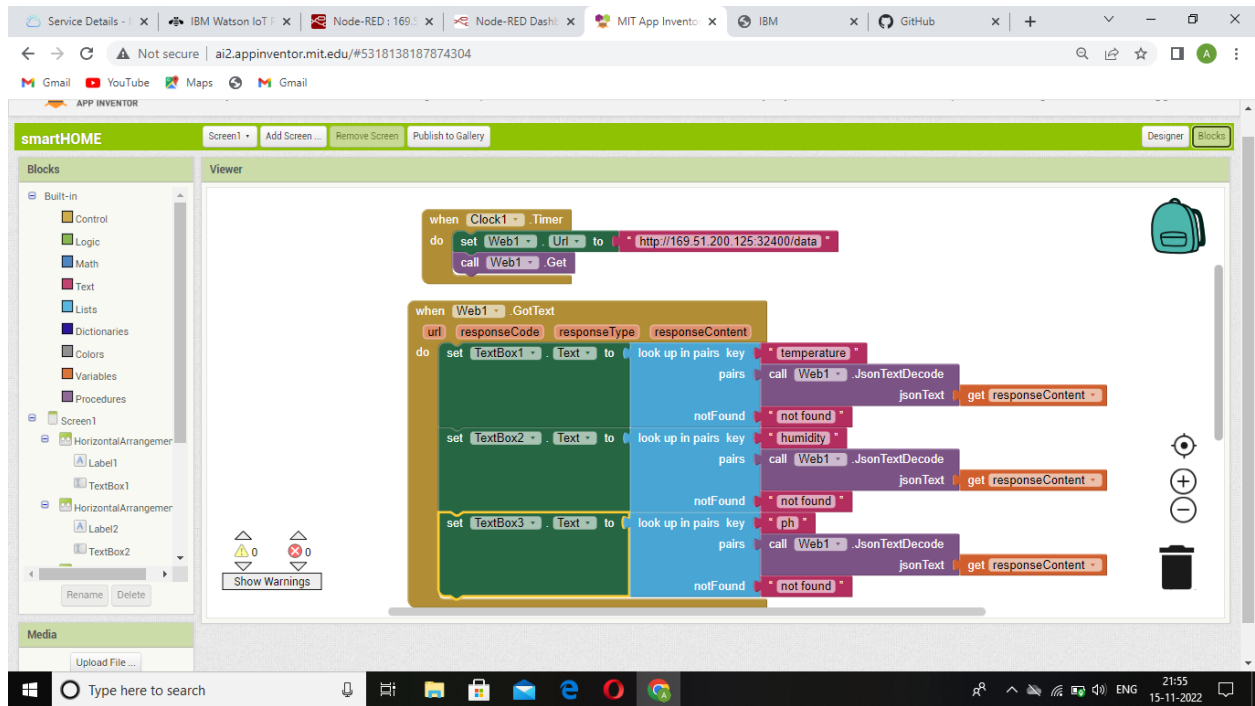 Service Details - I
IBM Watson IoT P
Node-RED : 169.5
Node-RED Dashb
MIT App Invento
IBM
GitHub
Not secure
ai2.appinventor.mit.edu/#5318138187874304
A
Gmail
YouTube
Maps
Gmail
APP INVENTOR
smartHOME
Screen1
Add Screen ...
Remove Screen
Publish to Gallery
Designer
Blocks
Blocks
Viewer
Built-in
Control
Logic
Math
Text
Lists
Dictionaries
Colors
Variables
Procedures
Screen1
HorizontalArrangemer
A Label1
TextBox1
HorizontalArrangemer
A Label2
TextBox2
Rename
Delete
Media
Upload File ...
when Clock1 .Timer
do set Web1 . Url to " http://169.51.200.125:32400/data "
call Web1 .Get
when Web1 .GotText
url responseCode responseType responseContent
do set TextBox1 . Text to look up in pairs key " temperature "
pairs call Web1 .JsonTextDecode
jsonText get responseContent
notFound " not found "
set TextBox2 . Text to look up in pairs key " humidity "
pairs call Web1 .JsonTextDecode
jsonText get responseContent
notFound " not found "
set TextBox3 . Text to look up in pairs key " ph "
pairs call Web1 .JsonTextDecode
jsonText get responseContent
notFound " not found "
0 0
Show Warnings
Type here to search
ENG
21:55
15-11-2022